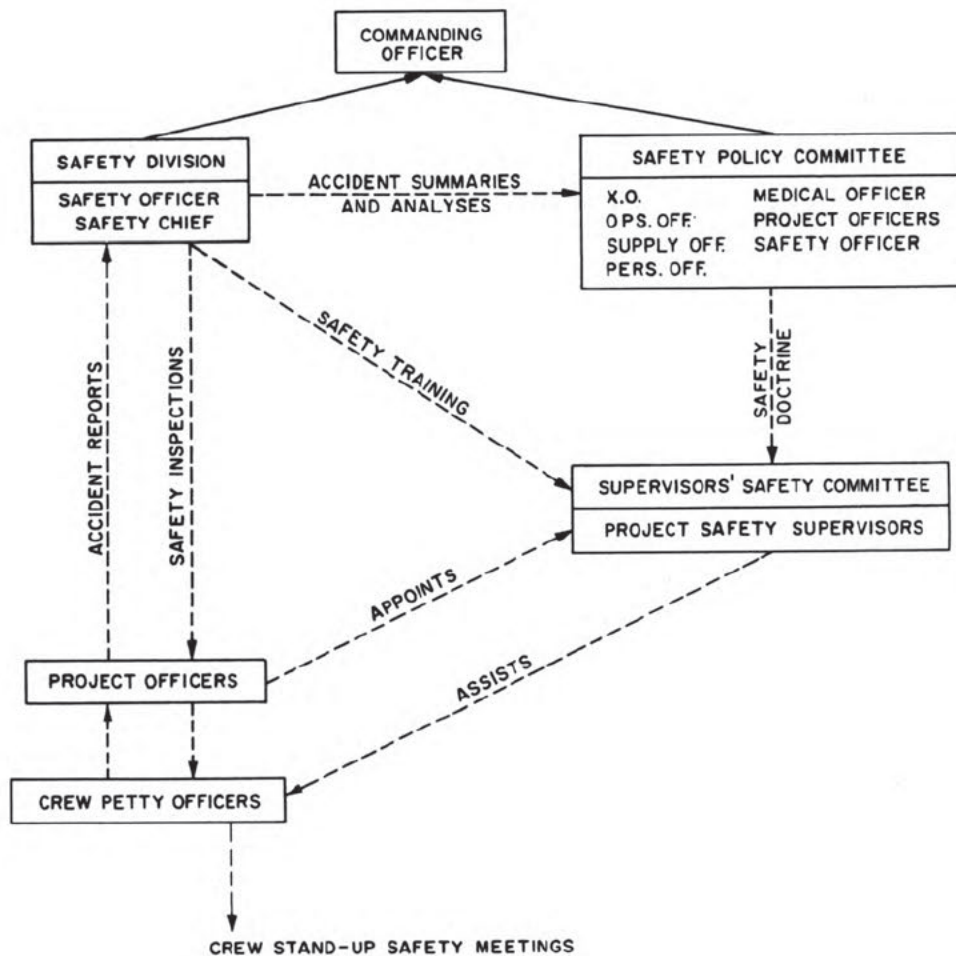 COMMANDING
OFFICER
SAFETY DIVISION
SAFETY OFFICER
SAFETY CHIEF
ACCIDENT SUMMARIES
AND ANALYSES
SAFETY POLICY COMMITTEE
X.O. MEDICAL OFFICER
OPS. OFF. PROJECT OFFICERS
SUPPLY OFF. SAFETY OFFICER
PERS. OFF.
ACCIDENT REPORTS
SAFETY INSPECTIONS
SAFETY TRAINING
SAFETY
DOCTRINE
SUPERVISORS' SAFETY COMMITTEE
PROJECT SAFETY SUPERVISORS
APPOINTS
ASSISTS
PROJECT OFFICERS
CREW PETTY OFFICERS
CREW STAND-UP SAFETY MEETINGS